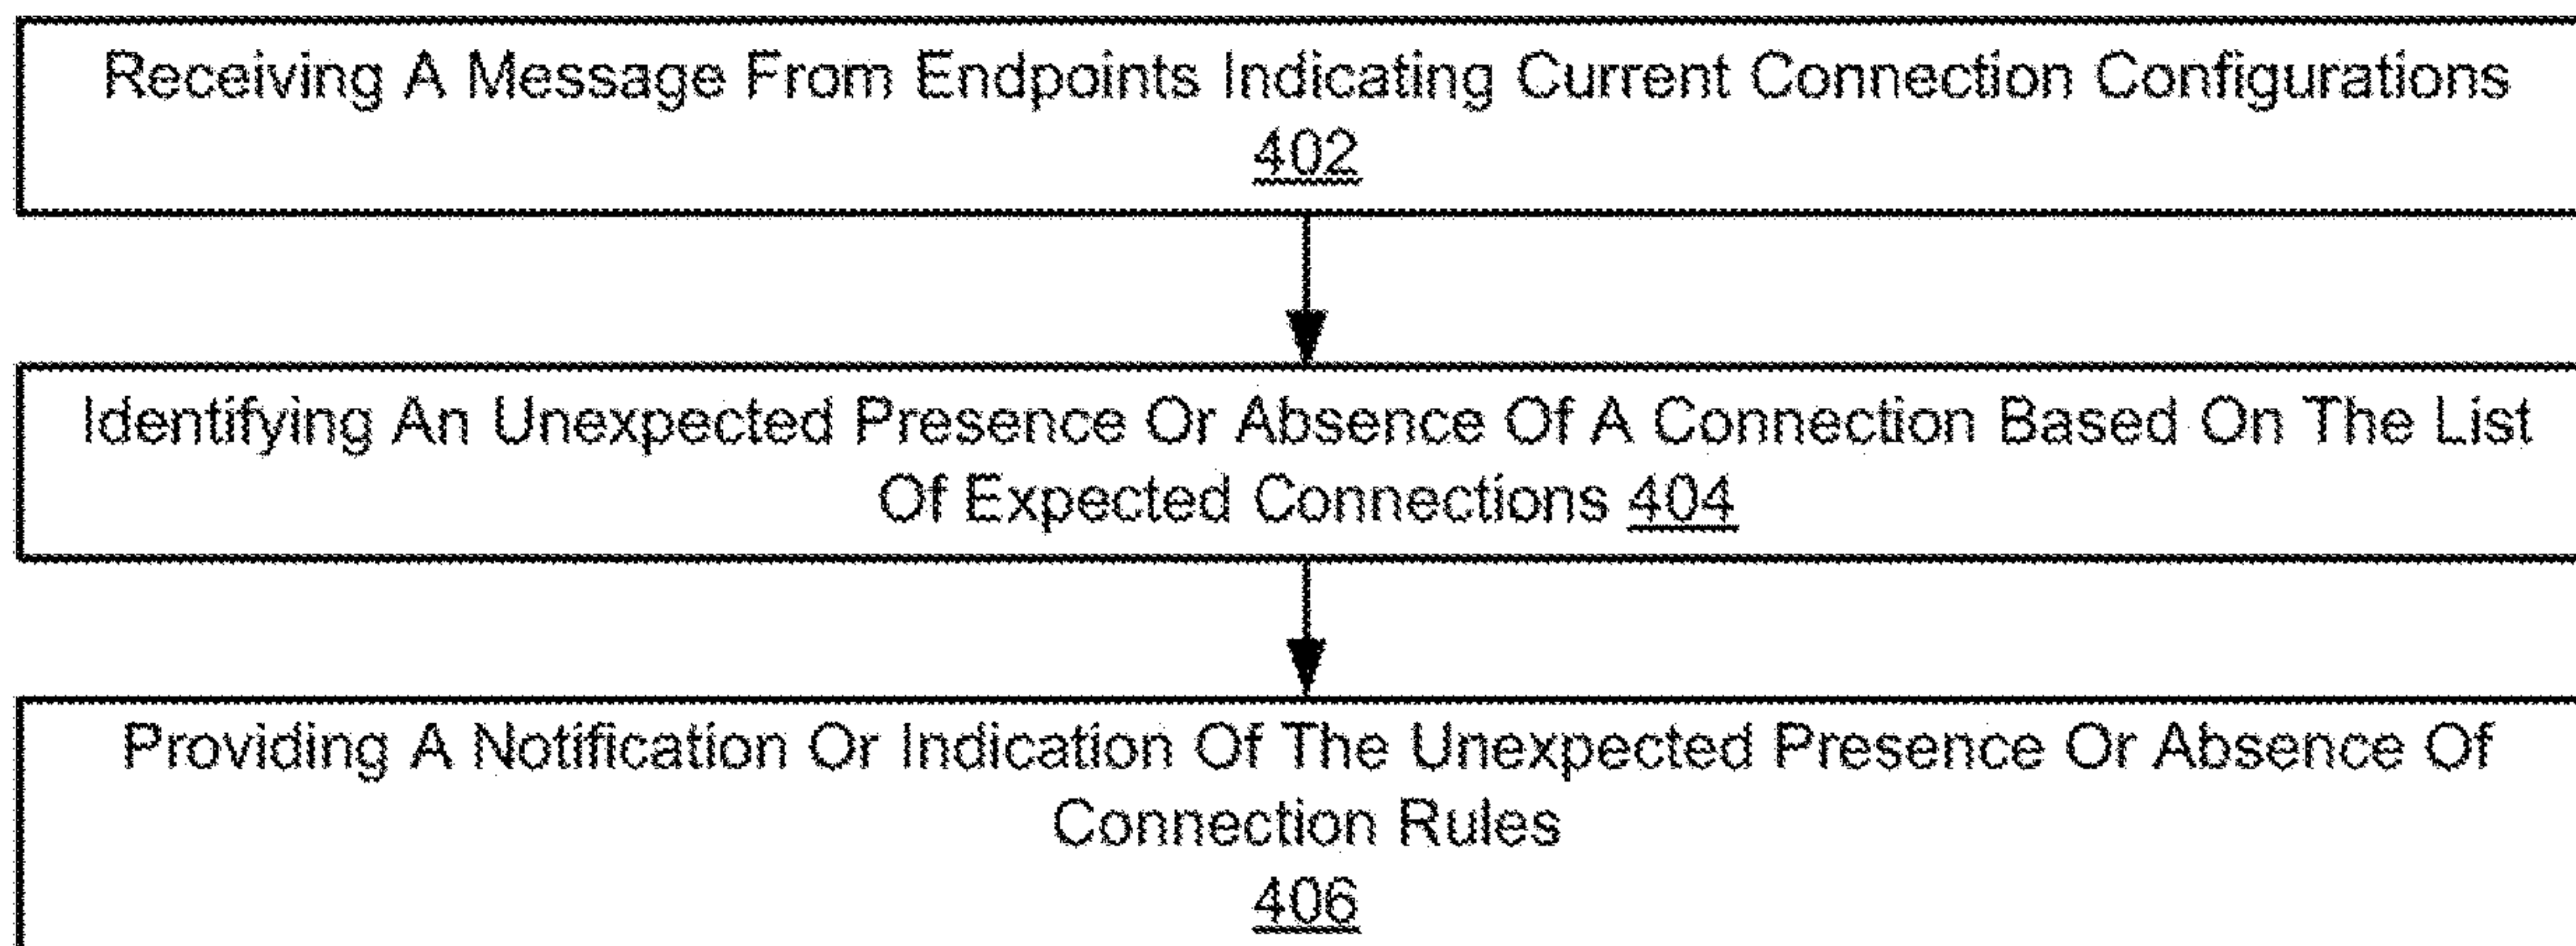 Receiving A Message From Endpoints Indicating Current Connection Configurations
402
Identifying An Unexpected Presence Or Absence Of A Connection Based On The List
Of Expected Connections 404
Providing A Notification Or Indication Of The Unexpected Presence Or Absence Of
Connection Rules
406